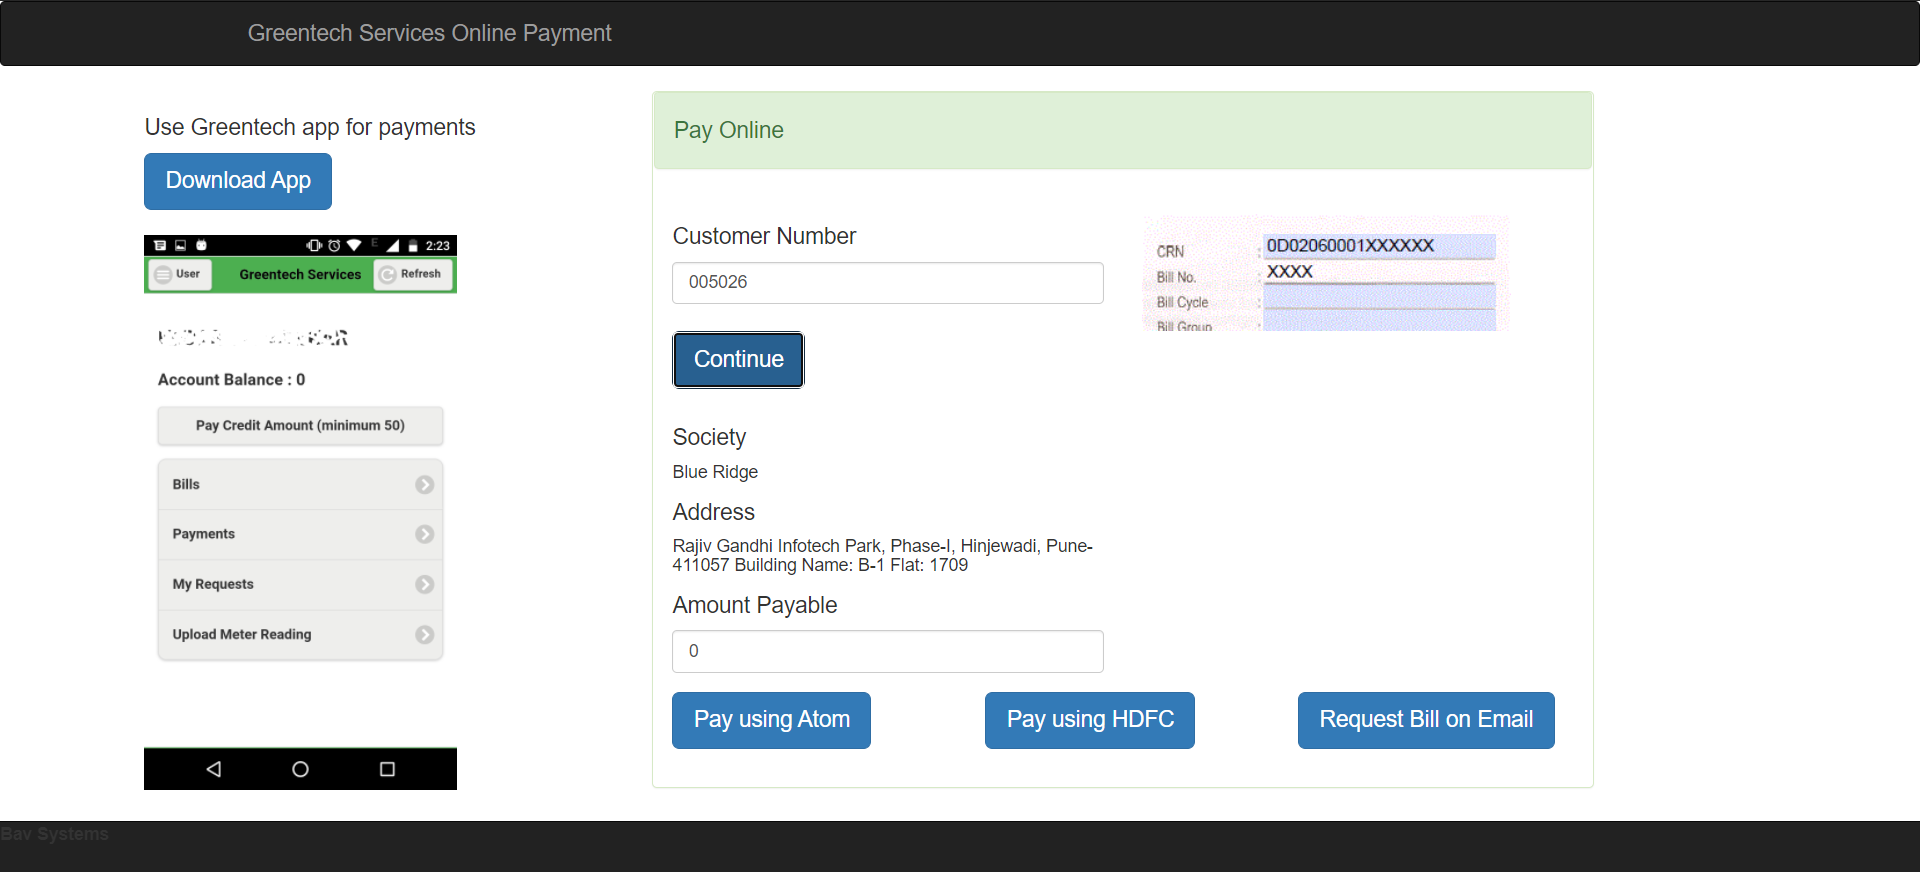 Greentech Services Online Payment
Use Greentech app for payments
Download App
E 2:23
User Greentech Services Refresh
Account Balance : 0
Pay Credit Amount (minimum 50)
Bills
Payments
My Requests
Upload Meter Reading
Pay Online
Customer Number
005026
Continue
CRN : 0D02060001XXXXXX
Bill No. : XXXX
Bill Cycle :
Bill Group :
Society
Blue Ridge
Address
Rajiv Gandhi Infotech Park, Phase-I, Hinjewadi, Pune-
411057 Building Name: B-1 Flat: 1709
Amount Payable
0
Pay using Atom Pay using HDFC Request Bill on Email
Bav Systems